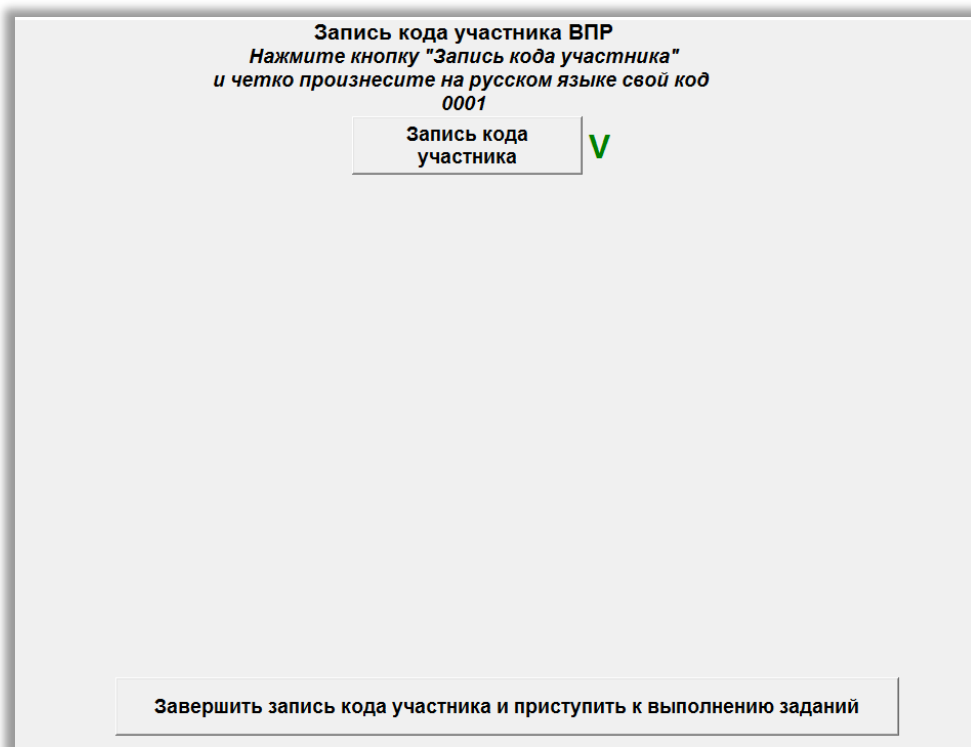 Запись кода участника ВПР
Нажмите кнопку "Запись кода участника"
и четко произнесите на русском языке свой код
0001
Запись кода
участника
V
Завершить запись кода участника и приступить к выполнению заданий